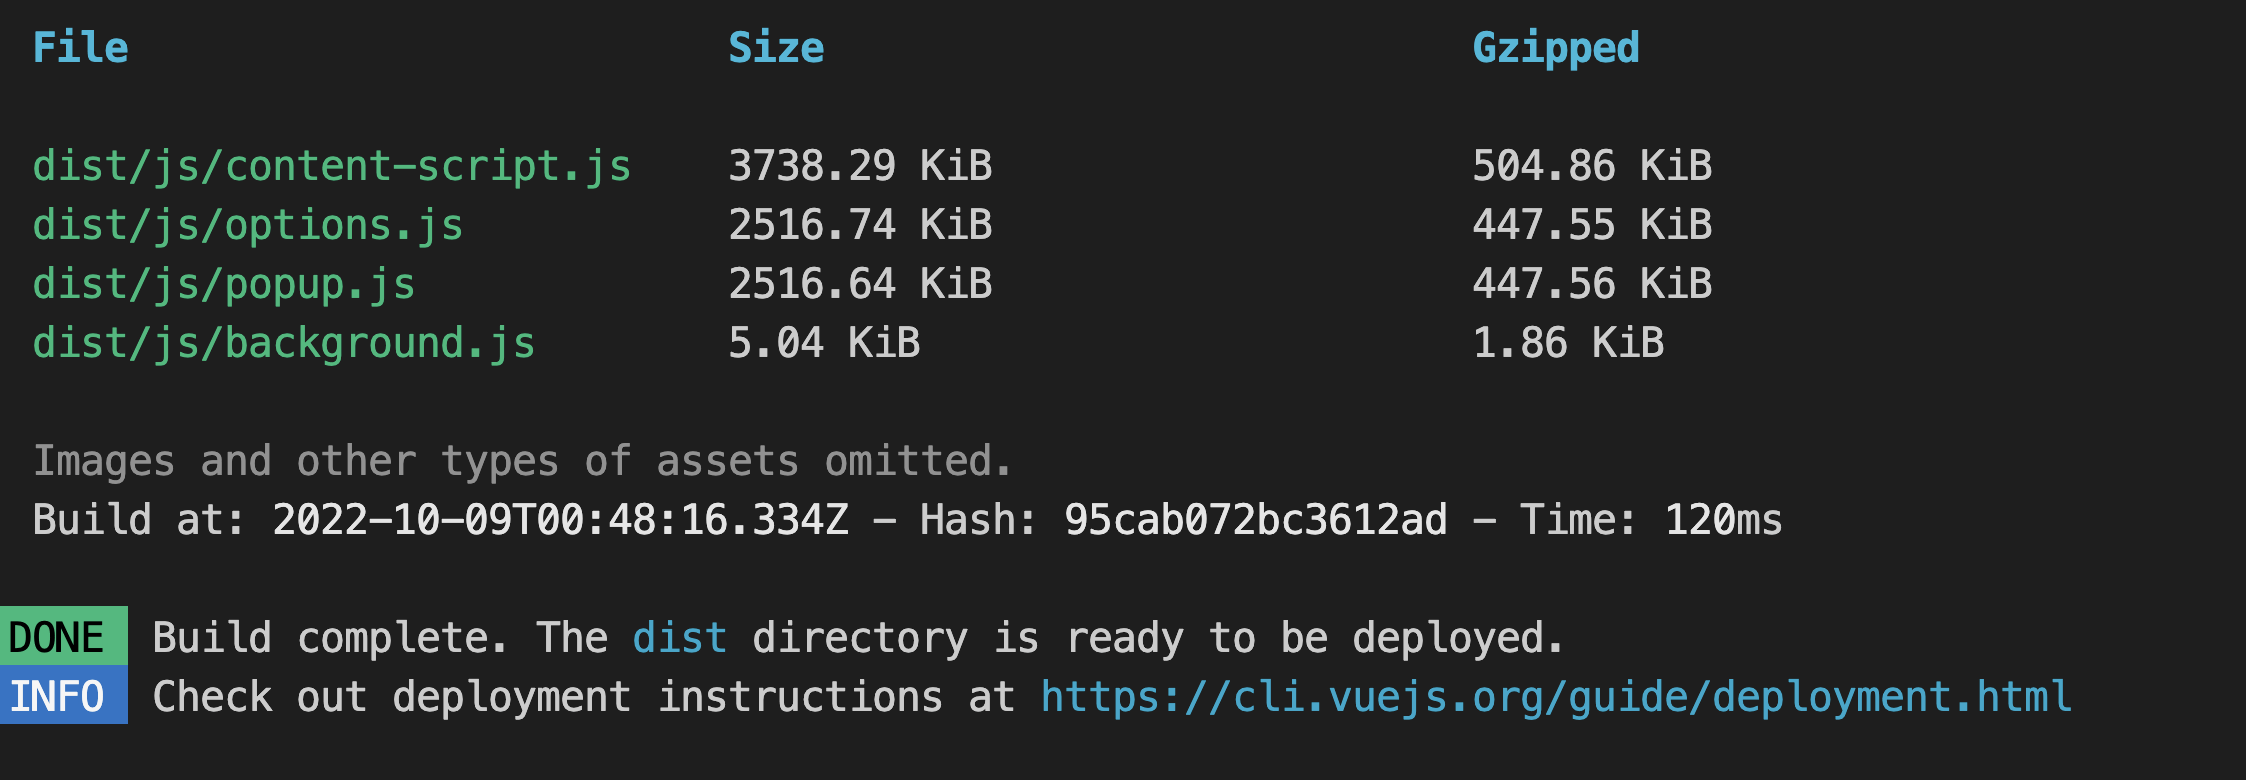 File Size Gzipped
dist/js/content-script.js 3738.29 KiB 504.86 KiB
dist/js/options.js 2516.74 KiB 447.55 KiB
dist/js/popup.js 2516.64 KiB 447.56 KiB
dist/js/background.js 5.04 KiB 1.86 KiB
Images and other types of assets omitted.
Build at: 2022-10-09T00:48:16.334Z - Hash: 95cab072bc3612ad - Time: 120ms
DONE Build complete. The dist directory is ready to be deployed.
INFO Check out deployment instructions at https://cli.vuejs.org/guide/deployment.html